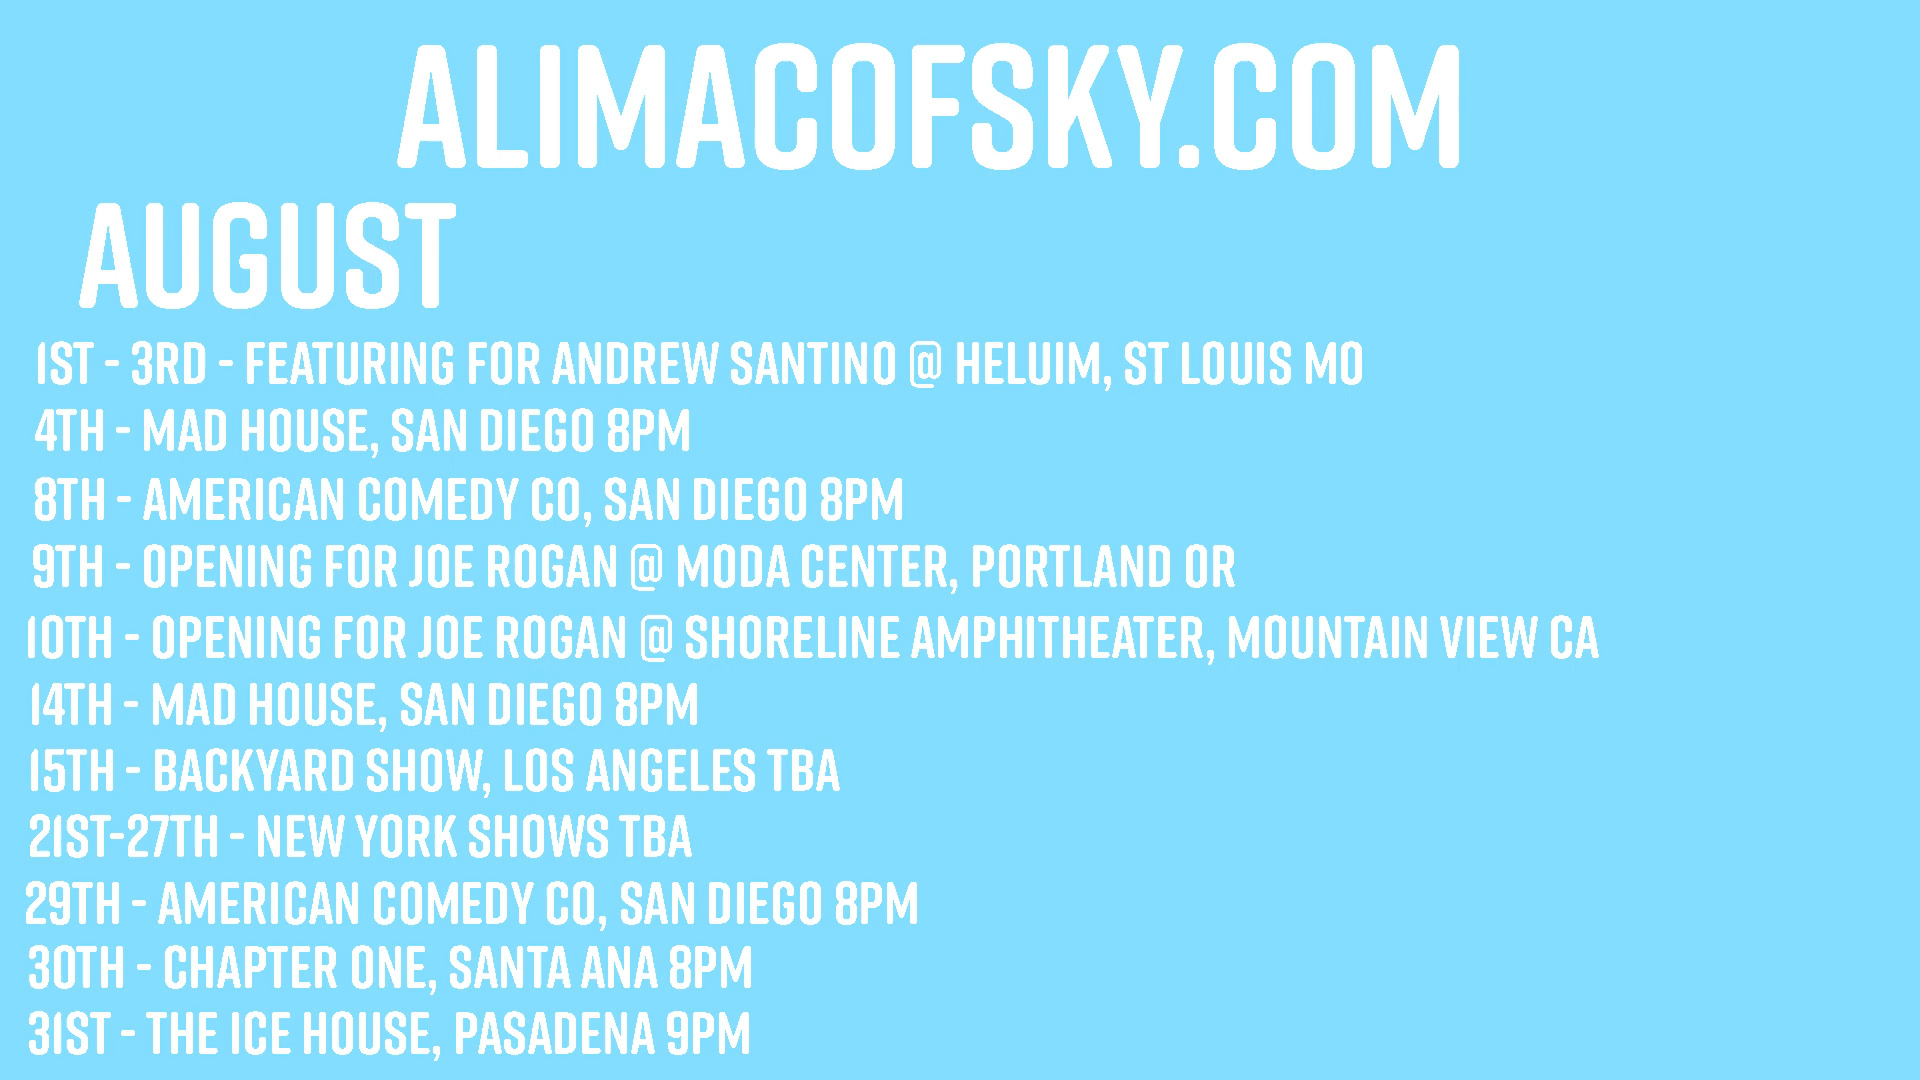 ALIMACOFSKY.COM
AUGUST
1ST - 3RD - FEATURING FOR ANDREW SANTINO @ HELUIM, ST LOUIS MO
4TH - MAD HOUSE, SAN DIEGO 8PM
8TH - AMERICAN COMEDY CO, SAN DIEGO 8PM
9TH - OPENING FOR JOE ROGAN @ MODA CENTER, PORTLAND OR
10TH - OPENING FOR JOE ROGAN @ SHORELINE AMPHITHEATER, MOUNTAIN VIEW CA
14TH - MAD HOUSE, SAN DIEGO 8PM
15TH - BACKYARD SHOW, LOS ANGELES TBA
21ST-27TH - NEW YORK SHOWS TBA
29TH - AMERICAN COMEDY CO, SAN DIEGO 8PM
30TH - CHAPTER ONE, SANTA ANA 8PM
31ST - THE ICE HOUSE, PASADENA 9PM